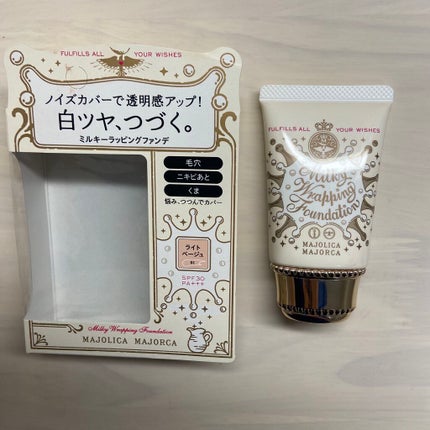 FULFILLS ALL YOUR WISHES
ノイズカバーで透明感アップ!
白ツヤ、つづく。
ミルキーラッピングファンデ
毛穴
ニキビあと
くま
悩み、つつんでカバー
ライト
ベージュ
SPF30
PA+++
Milky Wrapping Foundation
MAJOLICA MAJORCA
FULFILLS ALL YOUR WISHES
Milky
Wrapping
Foundation
MAJOLICA
MAJORCA